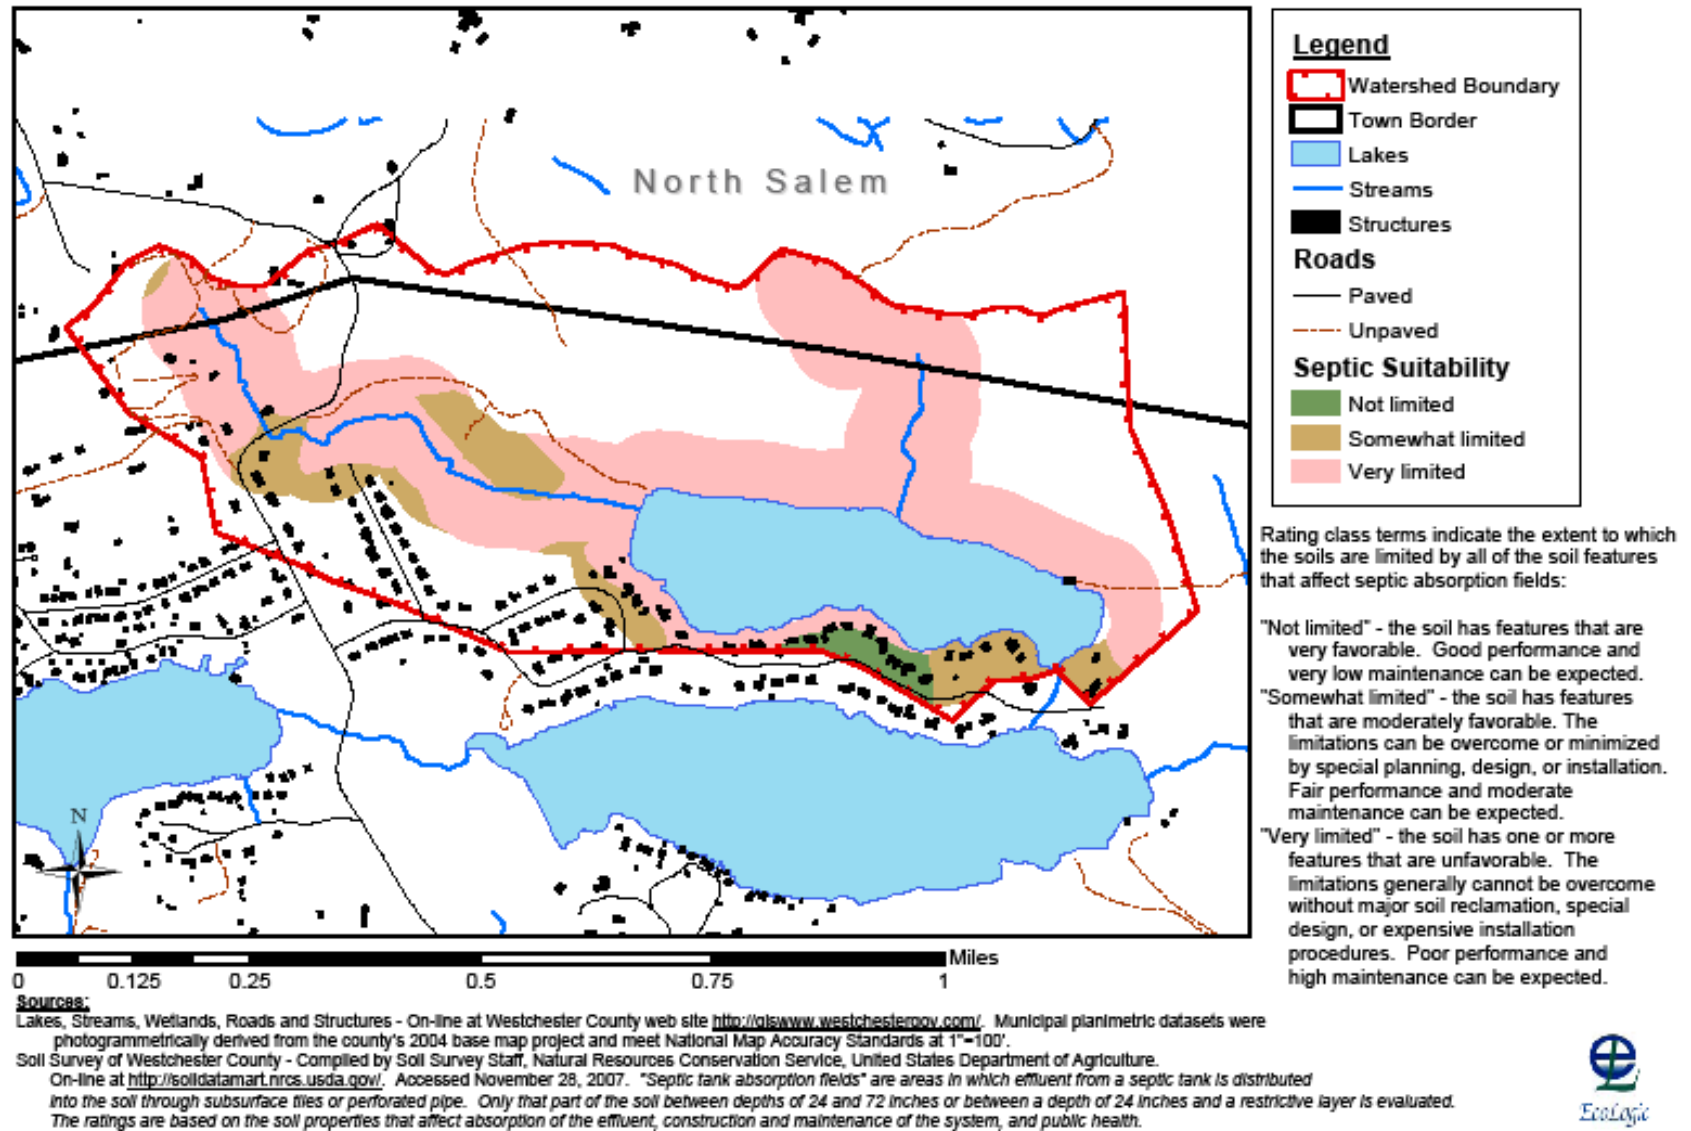 North Salem
N
Legend
Watershed Boundary
Town Border
Lakes
Streams
Structures
Roads
Paved
Unpaved
Septic Suitability
Not limited
Somewhat limited
Very limited
Rating class terms indicate the extent to which
the soils are limited by all of the soil features
that affect septic absorption fields:
"Not limited" - the soil has features that are
very favorable. Good performance and
very low maintenance can be expected.
"Somewhat limited" - the soil has features
that are moderately favorable. The
limitations can be overcome or minimized
by special planning, design, or installation.
Fair performance and moderate
maintenance can be expected.
"Very limited" - the soil has one or more
features that are unfavorable. The
limitations generally cannot be overcome
without major soil reclamation, special
design, or expensive installation
procedures. Poor performance and
high maintenance can be expected.
Miles
0 0.125 0.25 0.5 0.75 1
Sources:
Lakes, Streams, Wetlands, Roads and Structures - On-line at Westchester County web site http://giswww.westchestergov.com/. Municipal planimetric datasets were
photogrammetrically derived from the county's 2004 base map project and meet National Map Accuracy Standards at 1"=100'.
Soil Survey of Westchester County - Compiled by Soil Survey Staff, Natural Resources Conservation Service, United States Department of Agriculture.
On-line at http://soildatamart.nrcs.usda.gov/. Accessed November 28, 2007. "Septic tank absorption fields" are areas in which effluent from a septic tank is distributed
into the soil through subsurface tiles or perforated pipe. Only that part of the soil between depths of 24 and 72 inches or between a depth of 24 inches and a restrictive layer is evaluated.
The ratings are based on the soil properties that affect absorption of the effluent, construction and maintenance of the system, and public health.
EcoLogic